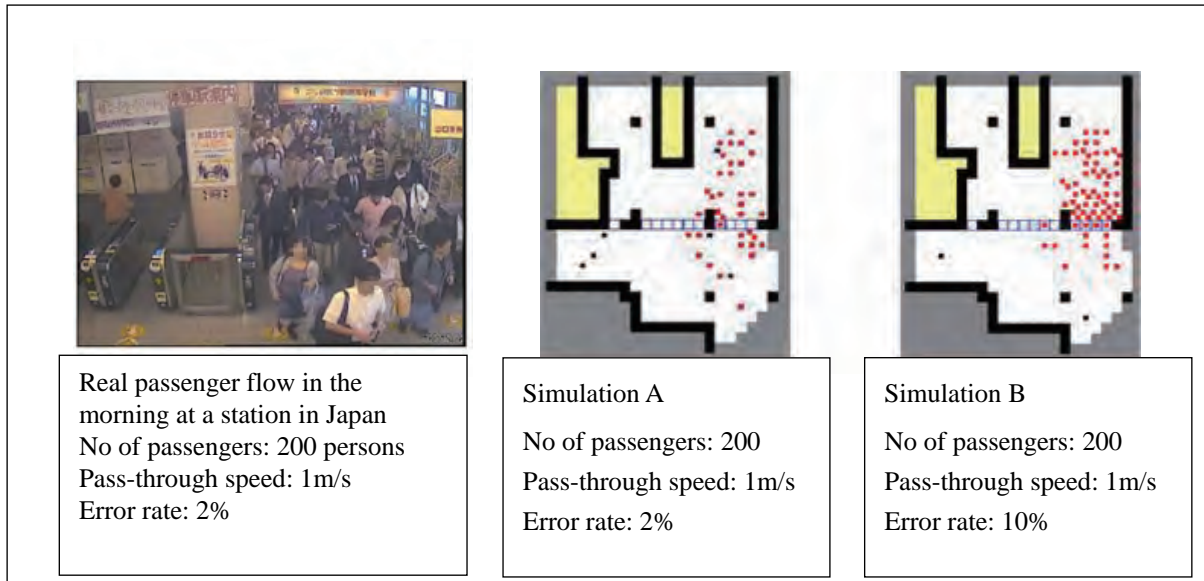 Real passenger flow in the
morning at a station in Japan
No of passengers: 200 persons
Pass-through speed: 1m/s
Error rate: 2%
Simulation A
No of passengers: 200
Pass-through speed: 1m/s
Error rate: 2%
Simulation B
No of passengers: 200
Pass-through speed: 1m/s
Error rate: 10%